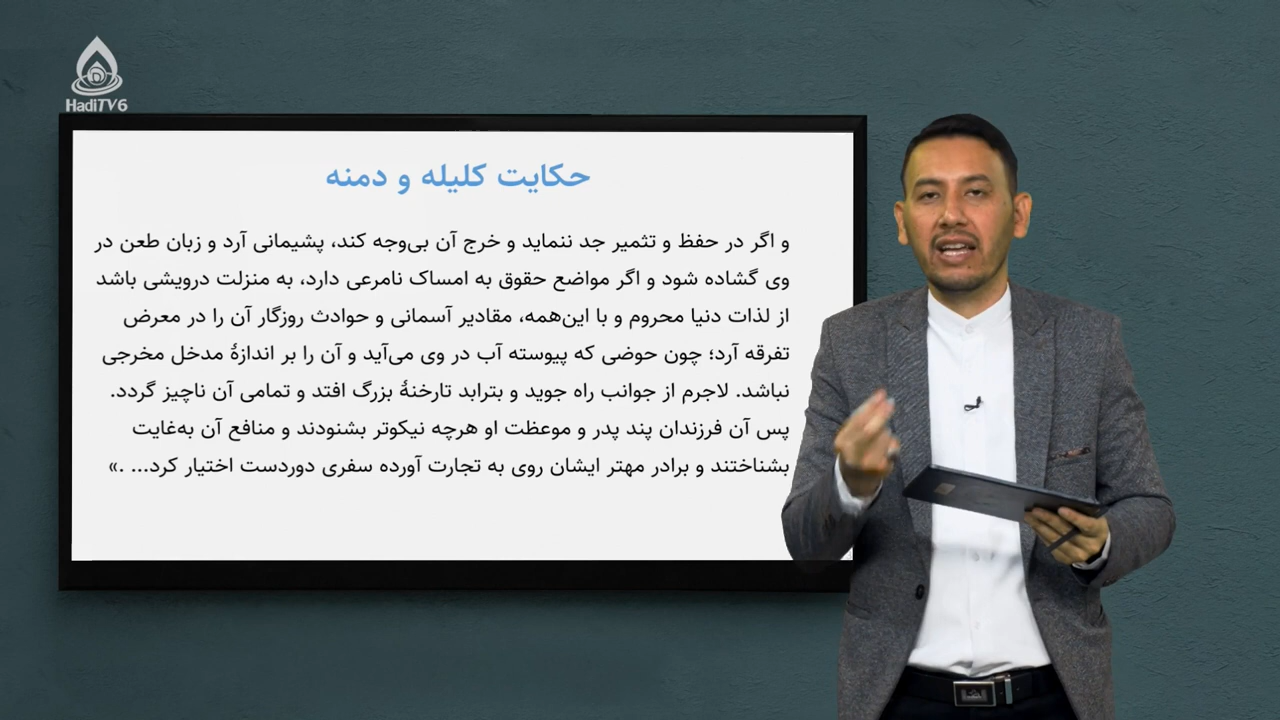 HadiTV6
حکایت کلیله و دمنه
و اگر در حفظ و تثمیر جد ننماید و خرج آن بی‌وجه کند، پشیمانی آرد و زبان طعن در
وی گشاده شود و اگر مواضع حقوق به امساک نامرعی دارد، به منزلت درویشی باشد
از لذات دنیا محروم و با این‌همه، مقادیر آسمانی و حوادث روزگار آن را در معرض
تفرقه آرد؛ چون حوضی که پیوسته آب در وی می‌آید و آن را بر اندازهٔ مدخل مخرجی
نباشد. لاجرم از جوانب راه جوید و بترابد تارخنهٔ بزرگ افتد و تمامی آن ناچیز گردد.
پس آن فرزندان پند پدر و موعظت او هرچه نیکوتر بشنودند و منافع آن به‌غایت
بشناختند و برادر مهتر ایشان روی به تجارت آورده سفری دوردست اختیار کرد... .»